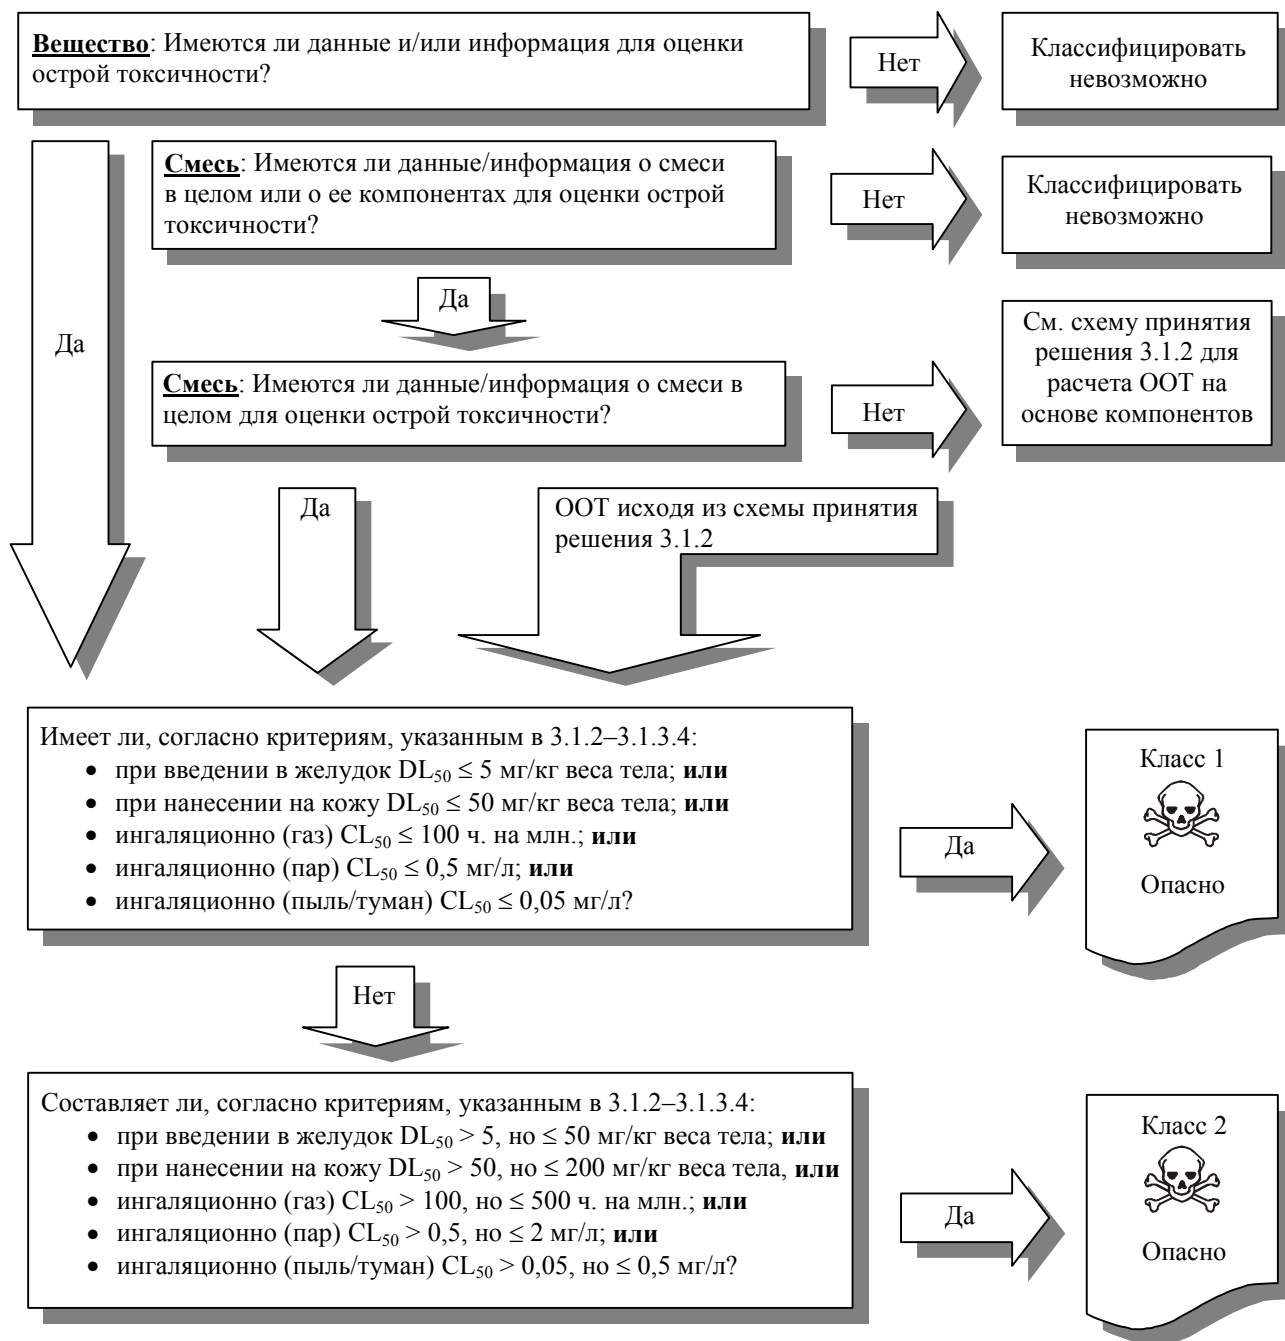 Вещество: Имеются ли данные и/или информация для оценки
острой токсичности?
Нет
Классифицировать
невозможно
Смесь: Имеются ли данные/информация о смеси
в целом или о ее компонентах для оценки острой
токсичности?
Нет
Классифицировать
невозможно
Да
Да
Смесь: Имеются ли данные/информация о смеси в
целом для оценки острой токсичности?
Нет
См. схему принятия
решения 3.1.2 для
расчета ООТ на
основе компонентов
Да
ООТ исходя из схемы принятия
решения 3.1.2
Имеет ли, согласно критериям, указанным в 3.1.2–3.1.3.4:
• при введении в желудок DL50 ≤ 5 мг/кг веса тела; или
• при нанесении на кожу DL50 ≤ 50 мг/кг веса тела; или
• ингаляционно (газ) CL50 ≤ 100 ч. на млн.; или
• ингаляционно (пар) CL50 ≤ 0,5 мг/л; или
• ингаляционно (пыль/туман) CL50 ≤ 0,05 мг/л?
Да
Класс 1
Опасно
Нет
Составляет ли, согласно критериям, указанным в 3.1.2–3.1.3.4:
• при введении в желудок DL50 > 5, но ≤ 50 мг/кг веса тела; или
• при нанесении на кожу DL50 > 50, но ≤ 200 мг/кг веса тела, или
• ингаляционно (газ) CL50 > 100, но ≤ 500 ч. на млн.; или
• ингаляционно (пар) CL50 > 0,5, но ≤ 2 мг/л; или
• ингаляционно (пыль/туман) CL50 > 0,05, но ≤ 0,5 мг/л?
Да
Класс 2
Опасно